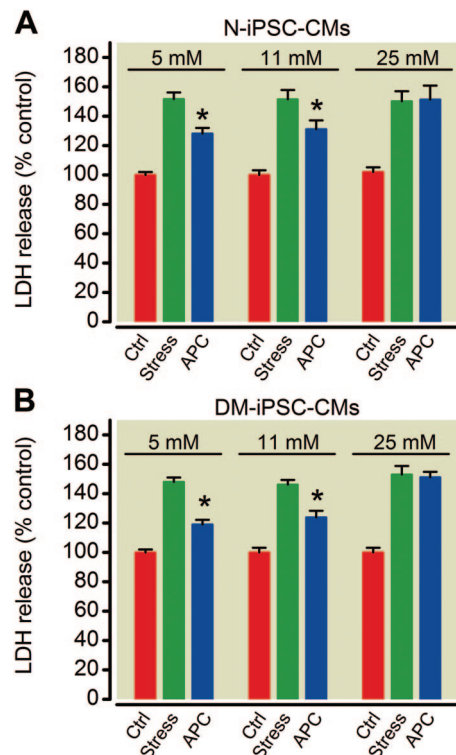 A
N-iPSC-CMs
5 mM 11 mM 25 mM
LDH release (% control)
180
160
140
120
100
80
60
40
20
0
* *
Ctrl Stress APC Ctrl Stress APC Ctrl Stress APC
B
DM-iPSC-CMs
5 mM 11 mM 25 mM
LDH release (% control)
180
160
140
120
100
80
60
40
20
0
* *
Ctrl Stress APC Ctrl Stress APC Ctrl Stress APC